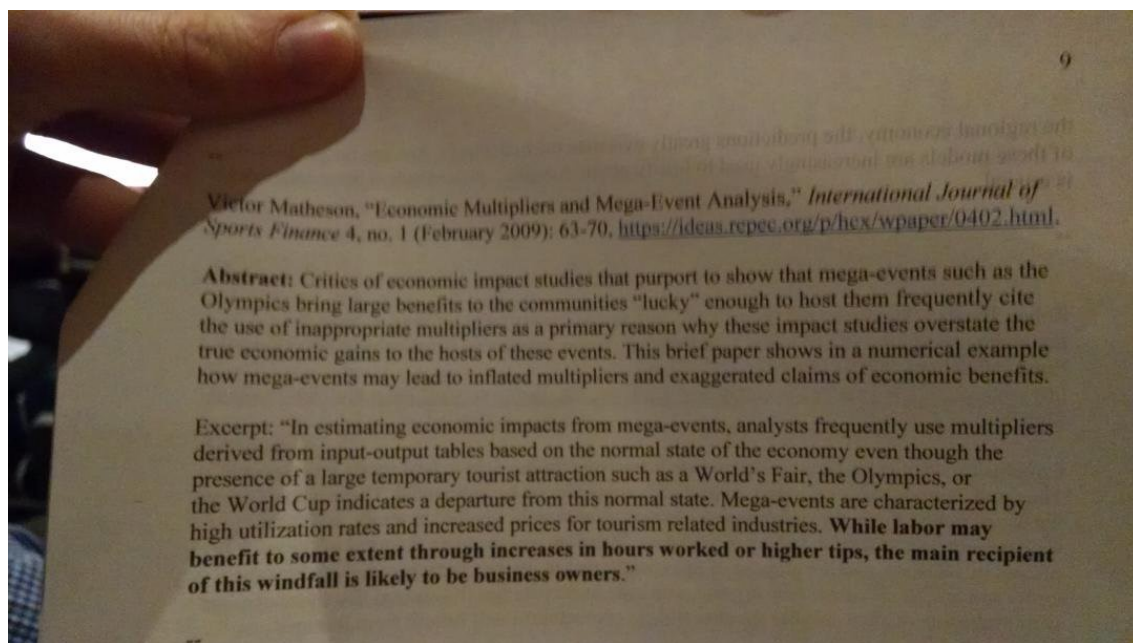 9
Victor Matheson, “Economic Multipliers and Mega-Event Analysis,” International Journal of
Sports Finance 4, no. 1 (February 2009): 63-70, https://ideas.repec.org/p/hcx/wpaper/0402.html.
Abstract: Critics of economic impact studies that purport to show that mega-events such as the
Olympics bring large benefits to the communities “lucky” enough to host them frequently cite
the use of inappropriate multipliers as a primary reason why these impact studies overstate the
true economic gains to the hosts of these events. This brief paper shows in a numerical example
how mega-events may lead to inflated multipliers and exaggerated claims of economic benefits.
Excerpt: “In estimating economic impacts from mega-events, analysts frequently use multipliers
derived from input-output tables based on the normal state of the economy even though the
presence of a large temporary tourist attraction such as a World’s Fair, the Olympics, or
the World Cup indicates a departure from this normal state. Mega-events are characterized by
high utilization rates and increased prices for tourism related industries. While labor may
benefit to some extent through increases in hours worked or higher tips, the main recipient
of this windfall is likely to be business owners.”